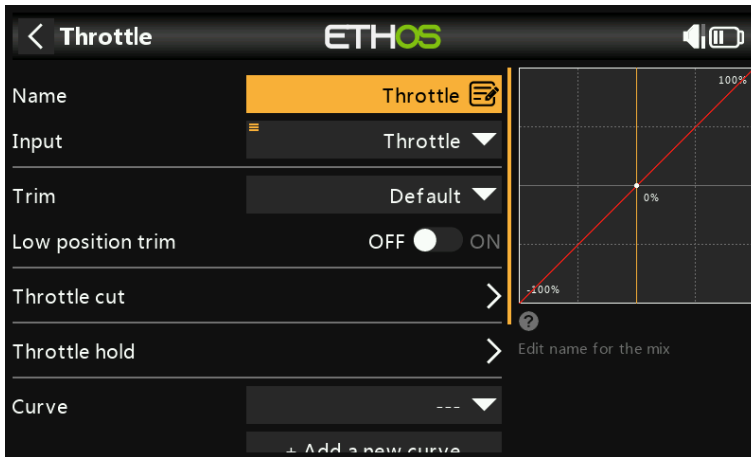 Throttle
ETHOS
Name
Throttle
Input
Throttle
Trim
Default
Low position trim
OFF
ON
Throttle cut
Throttle hold
Curve
---
+ Add a new curve
100%
0%
-100%
Edit name for the mix